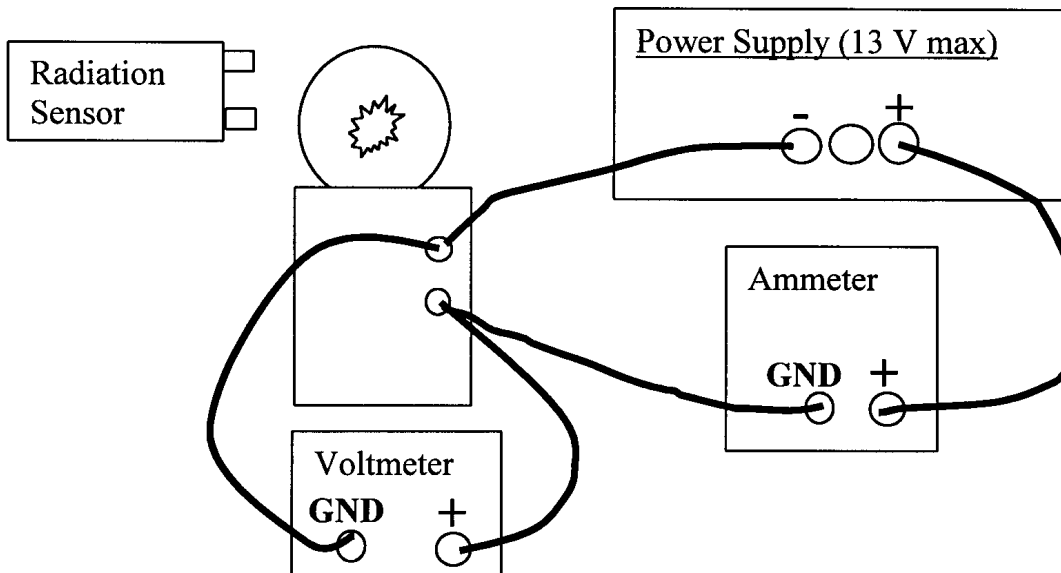 Radiation
Sensor
Power Supply (13 V max)
- +
Ammeter
GND +
Voltmeter
GND +